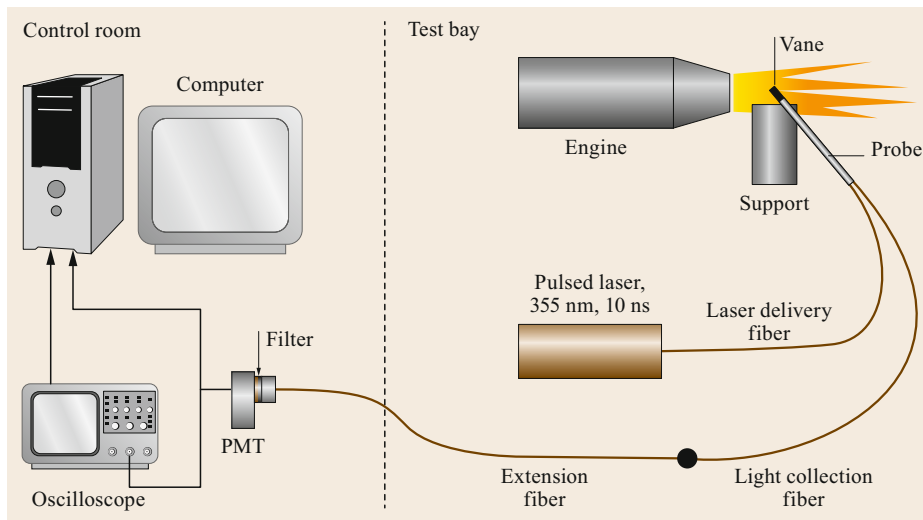 Control room
Computer
Filter
PMT
Oscilloscope
Test bay
Vane
Engine
Probe
Support
Pulsed laser,
355 nm, 10 ns
Laser delivery
fiber
Extension
fiber
Light collection
fiber